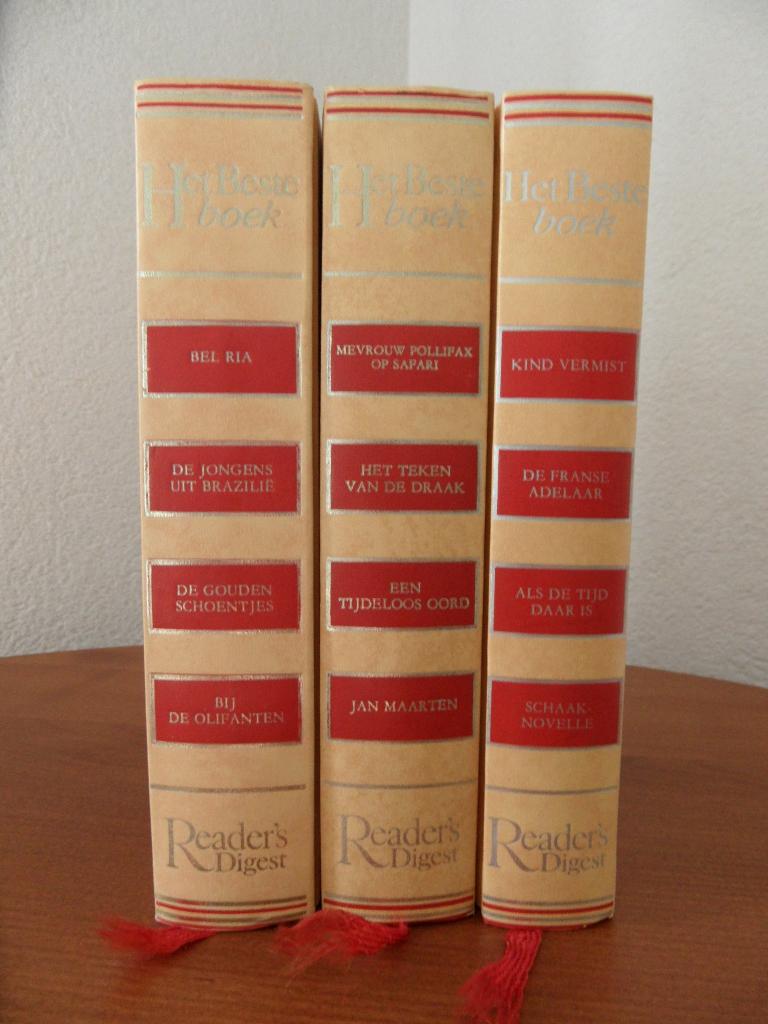 Het Beste
boek
BEL RIA
DE JONGENS
UIT BRAZILIË
DE GOUDEN
SCHOENTJES
BIJ
DE OLIFANTEN
Reader's
Digest
Het Beste
boek
MEVROUW POLLIFAX
OP SAFARI
HET TEKEN
VAN DE DRAAK
EEN
TIJDELOOS OORD
JAN MAARTEN
Reader's
Digest
Het Beste
boek
KIND VERMIST
DE FRANSE
ADELAAR
ALS DE TIJD
DAAR IS
SCHAAK-
NOVELLE
Reader's
Digest